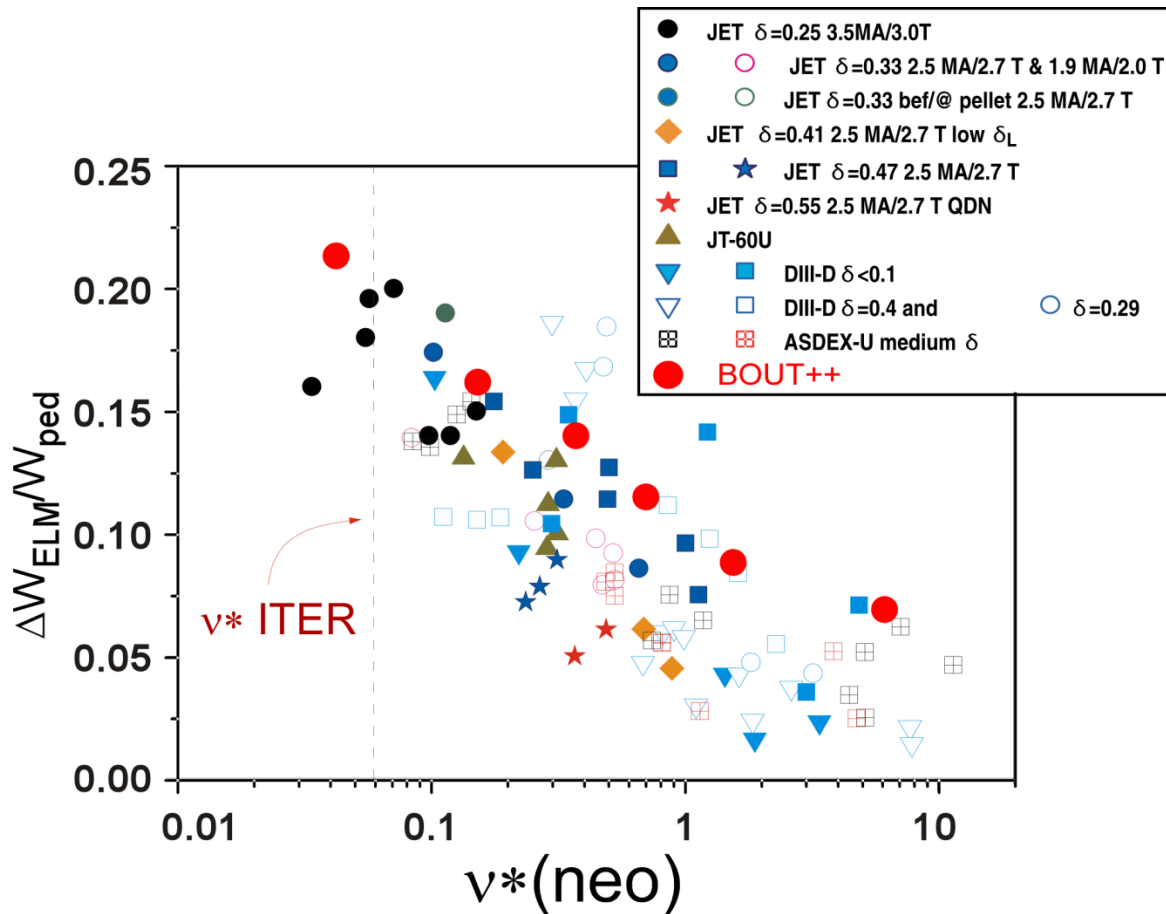 JET δ=0.25 3.5MA/3.0T
JET δ=0.33 2.5 MA/2.7 T & 1.9 MA/2.0 T
JET δ=0.33 bef/@ pellet 2.5 MA/2.7 T
JET δ=0.41 2.5 MA/2.7 T low δL
JET δ=0.47 2.5 MA/2.7 T
JET δ=0.55 2.5 MA/2.7 T QDN
JT-60U
DIII-D δ<0.1
DIII-D δ=0.4 and δ=0.29
ASDEX-U medium δ
BOUT++
0.25
0.20
0.15
0.10
0.05
0.00
ΔWELM/Wped
ν* ITER
0.01 0.1 1 10
ν*(neo)